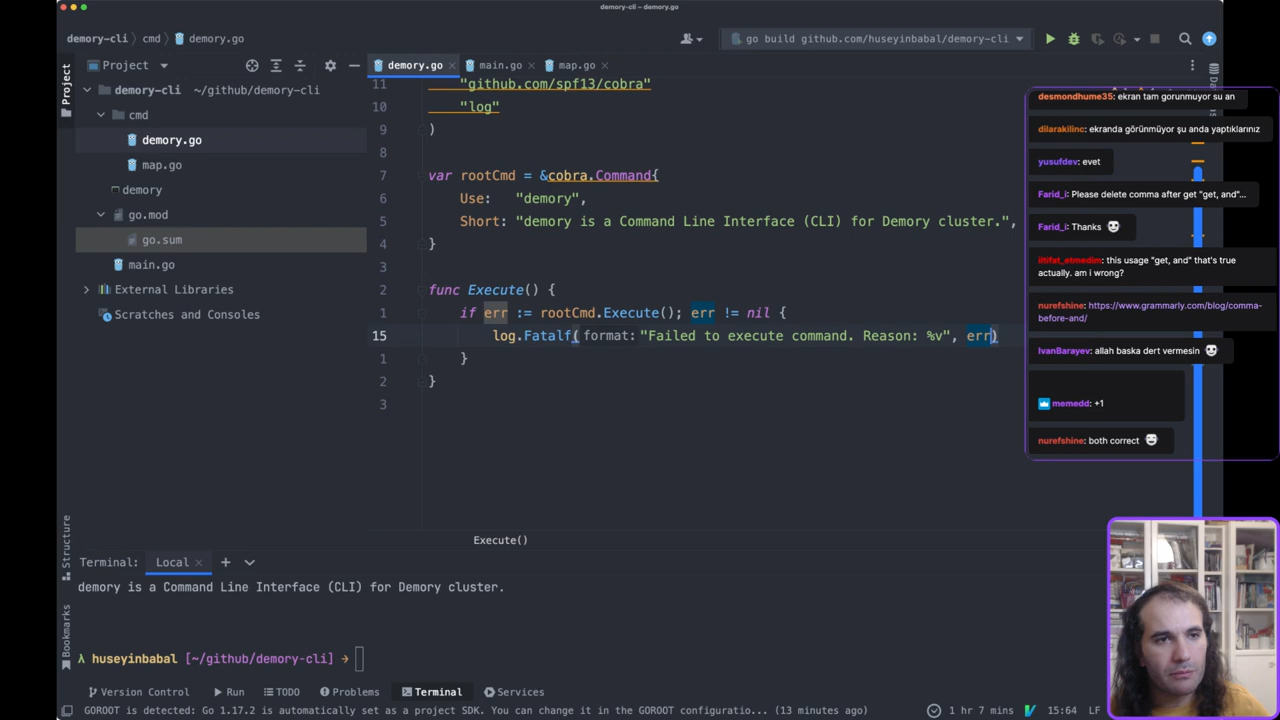 demory-cli – demory.go
demory-cli cmd demory.go
go build github.com/huseyinbabal/demory-cli
Project
demory.go
main.go
map.go
Project
demory-cli ~/github/demory-cli
cmd
demory.go
map.go
demory
go.mod
go.sum
main.go
External Libraries
Scratches and Consoles
11 "github.com/spf13/cobra"
10 "log"
9 )
8
7 var rootCmd = &cobra.Command{
6 Use: "demory",
5 Short: "demory is a Command Line Interface (CLI) for Demory cluster.",
4 }
3
2 func Execute() {
1 if err := rootCmd.Execute(); err != nil {
15 log.Fatalf( format: "Failed to execute command. Reason: %v", err)
1 }
2 }
3
Execute()
desmondhume35: ekran tam gorunmuyor su an
dilarakilinc: ekranda görünmüyor şu anda yaptıklarınız
yusufdev: evet
Farid_i: Please delete comma after get "get, and"...
Farid_i: Thanks
iltifat_etmedim: this usage "get, and" that's true
actually. am i wrong?
nurefshine: https://www.grammarly.com/blog/comma-
before-and/
IvanBarayev: allah baska dert vermesin
memedd: +1
nurefshine: both correct
Structure
Bookmarks
Terminal: Local
demory is a Command Line Interface (CLI) for Demory cluster.
λ huseyinbabal [~/github/demory-cli]
Version Control Run TODO Problems Terminal Services
GOROOT is detected: Go 1.17.2 is automatically set as a project SDK. You can change it in the GOROOT configuratio... (13 minutes ago)
1 hr 7 mins
15:64 LF